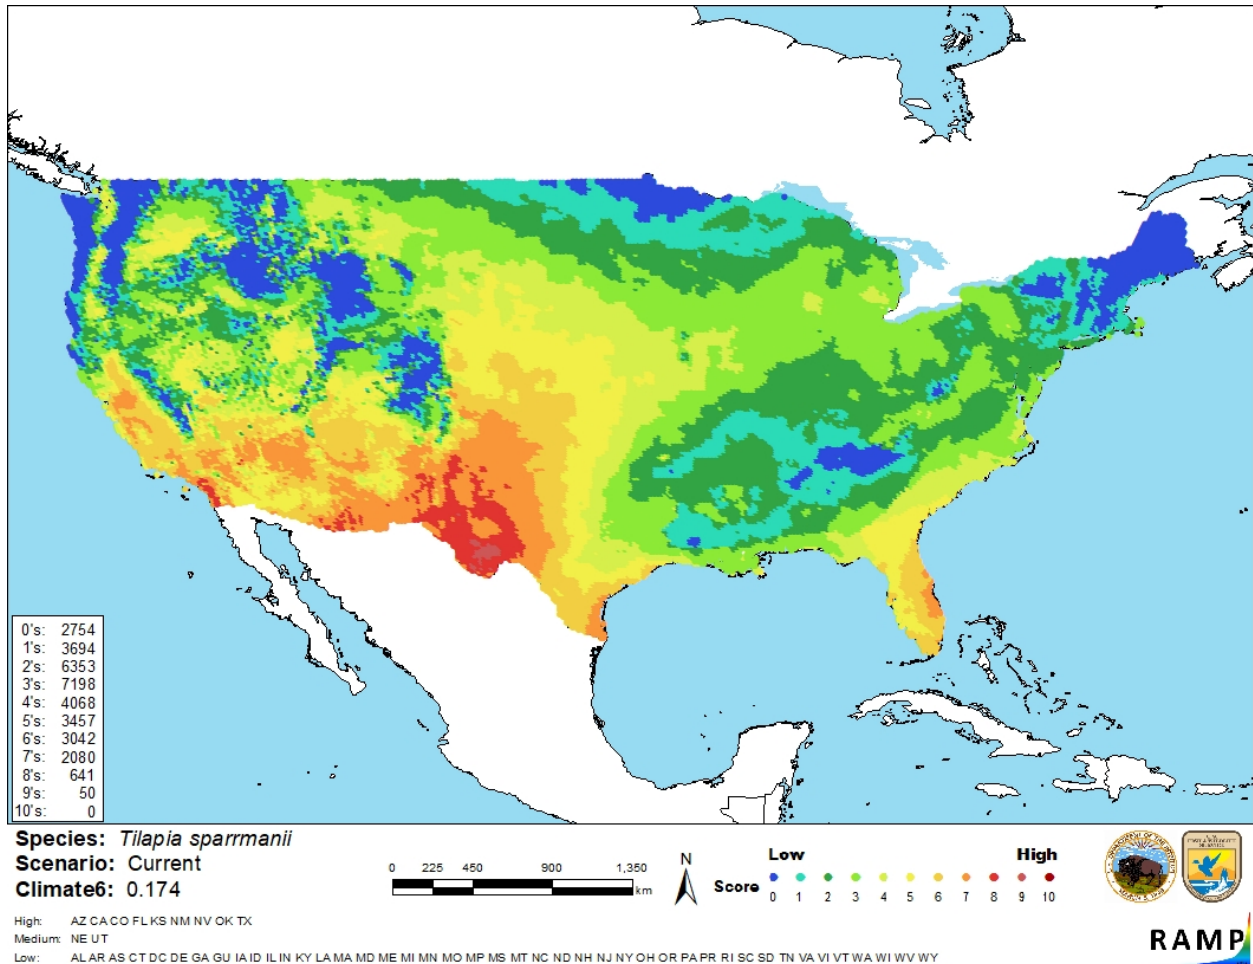 0's: 2754
1's: 3694
2's: 6353
3's: 7198
4's: 4068
5's: 3457
6's: 3042
7's: 2080
8's: 641
9's: 50
10's: 0
Species: Tilapia sparrmanii
Scenario: Current
Climate6: 0.174
0 225 450 900 1,350
km
N
Low High
Score
0 1 2 3 4 5 6 7 8 9 10
High: AZ CA CO FL KS NM NV OK TX
Medium: NE UT
Low: AL AR AS CT DC DE GA GU IA ID IL IN KY LA MA MD ME MI MN MO MP MS MT NC ND NH NJ NY OH OR PA PR RI SC SD TN VA VI VT WA WI WV WY
RAMP